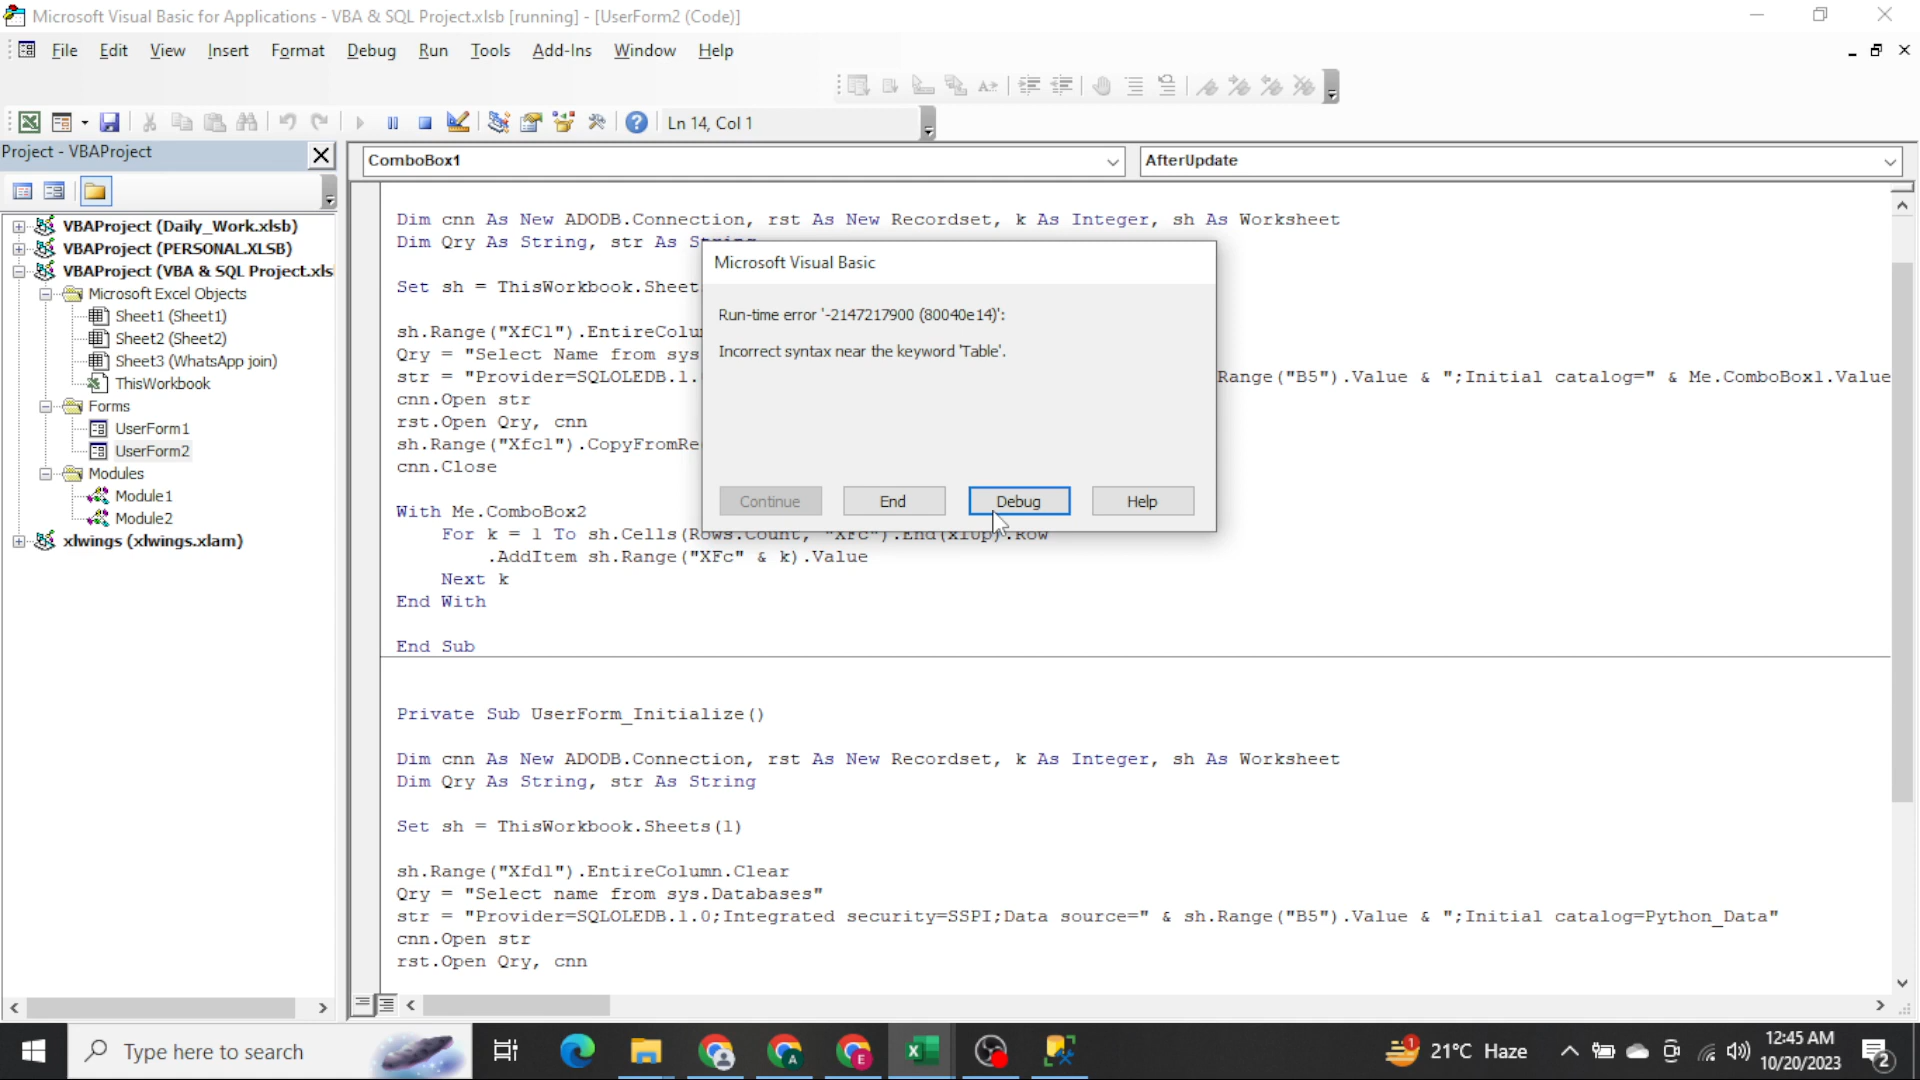 Microsoft Visual Basic for Applications - VBA & SQL Project.xlsb [running] - [UserForm2 (Code)]
File Edit View Insert Format Debug Run Tools Add-Ins Window Help
Ln 14, Col 1
Project - VBAProject
ComboBox1 AfterUpdate
VBAProject (Daily_Work.xlsb)
VBAProject (PERSONAL.XLSB)
VBAProject (VBA & SQL Project.xls
Microsoft Excel Objects
Sheet1 (Sheet1)
Sheet2 (Sheet2)
Sheet3 (WhatsApp join)
ThisWorkbook
Forms
UserForm1
UserForm2
Modules
Module1
Module2
xlwings (xlwings.xlam)
Dim cnn As New ADODB.Connection, rst As New Recordset, k As Integer, sh As Worksheet
Dim Qry As String, str As String
Set sh = ThisWorkbook.Sheet
sh.Range("XfC1").EntireColu
Qry = "Select Name from sys
str = "Provider=SQLOLEDB.1. Range("B5").Value & ";Initial catalog=" & Me.ComboBox1.Value
cnn.Open str
rst.Open Qry, cnn
sh.Range("Xfc1").CopyFromRe
cnn.Close
With Me.ComboBox2
For k = 1 To sh.Cells(Rows.Count, "XFc").End(xlUp).Row
.AddItem sh.Range("XFc" & k).Value
Next k
End With
End Sub
Microsoft Visual Basic
Run-time error '-2147217900 (80040e14)':
Incorrect syntax near the keyword 'Table'.
Continue End Debug Help
Private Sub UserForm_Initialize()
Dim cnn As New ADODB.Connection, rst As New Recordset, k As Integer, sh As Worksheet
Dim Qry As String, str As String
Set sh = ThisWorkbook.Sheets(1)
sh.Range("Xfd1").EntireColumn.Clear
Qry = "Select name from sys.Databases"
str = "Provider=SQLOLEDB.1.0;Integrated security=SSPI;Data source=" & sh.Range("B5").Value & ";Initial catalog=Python_Data"
cnn.Open str
rst.Open Qry, cnn
Type here to search
21°C Haze
12:45 AM
10/20/2023